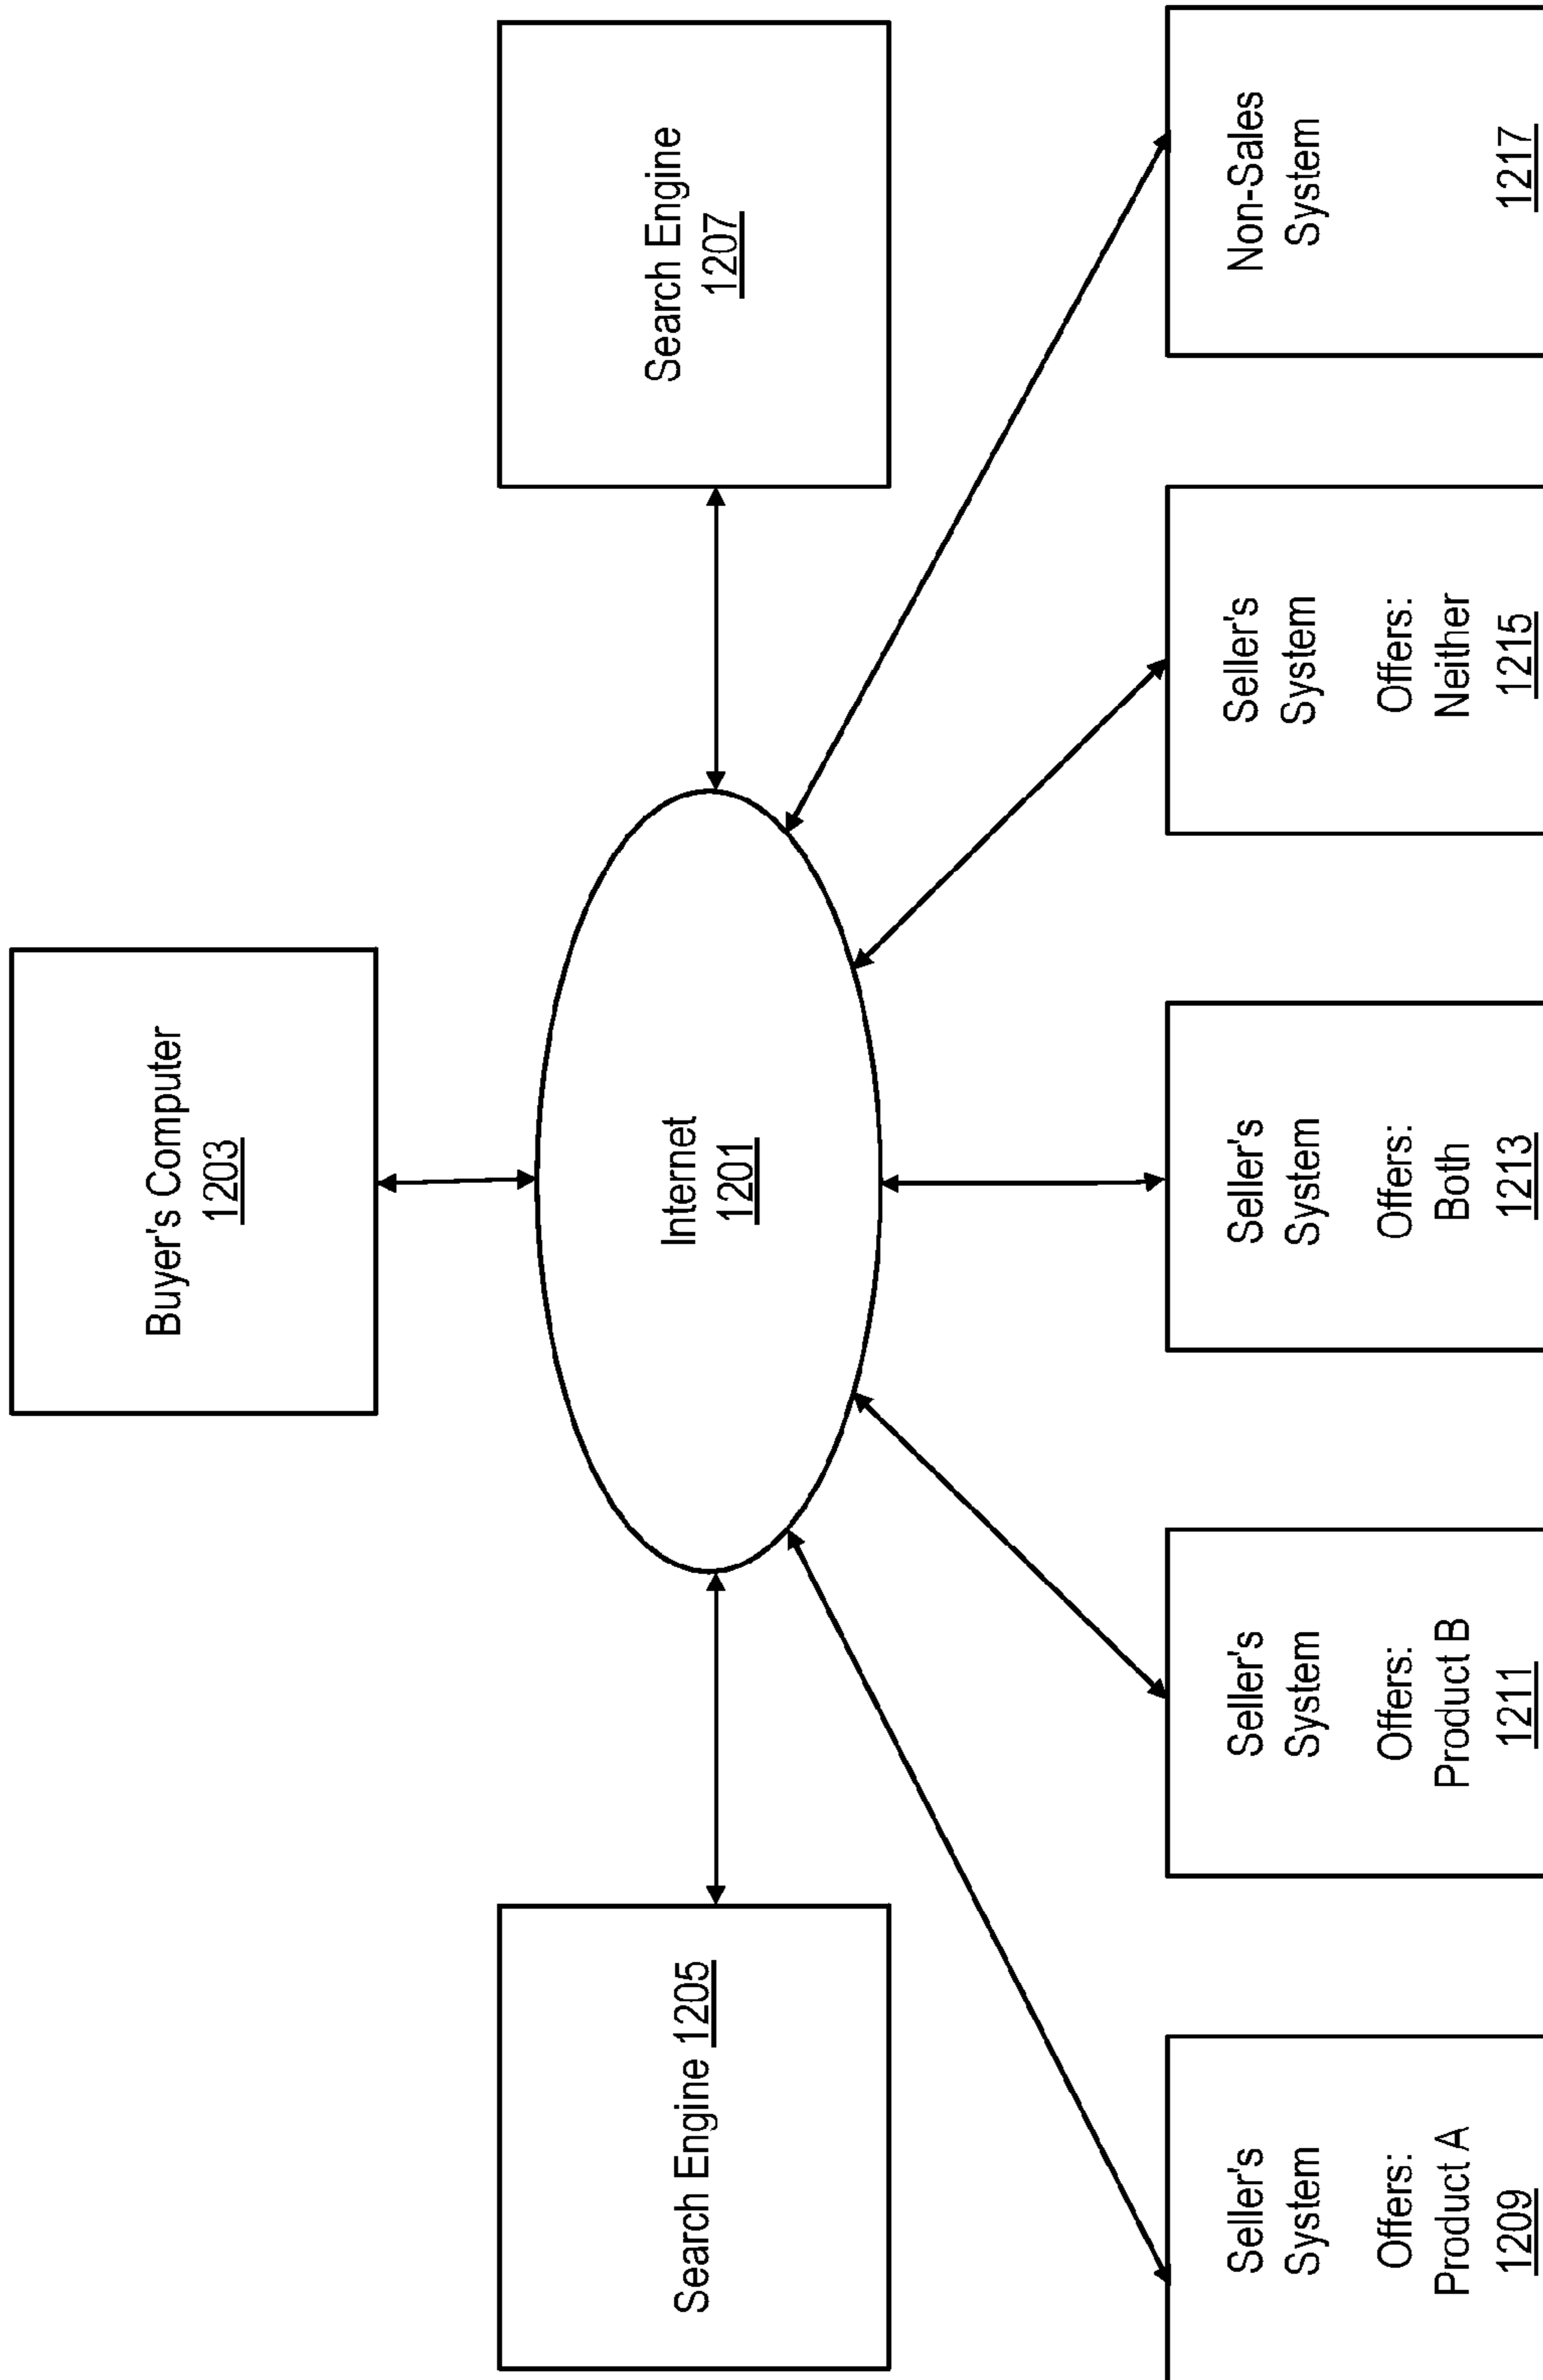 Buyer's Computer
1203
Search Engine 1205
Internet
1201
Search Engine
1207
Seller's
System
Offers:
Product A
1209
Seller's
System
Offers:
Product B
1211
Seller's
System
Offers:
Both
1213
Seller's
System
Offers:
Neither
1215
Non-Sales
System
1217